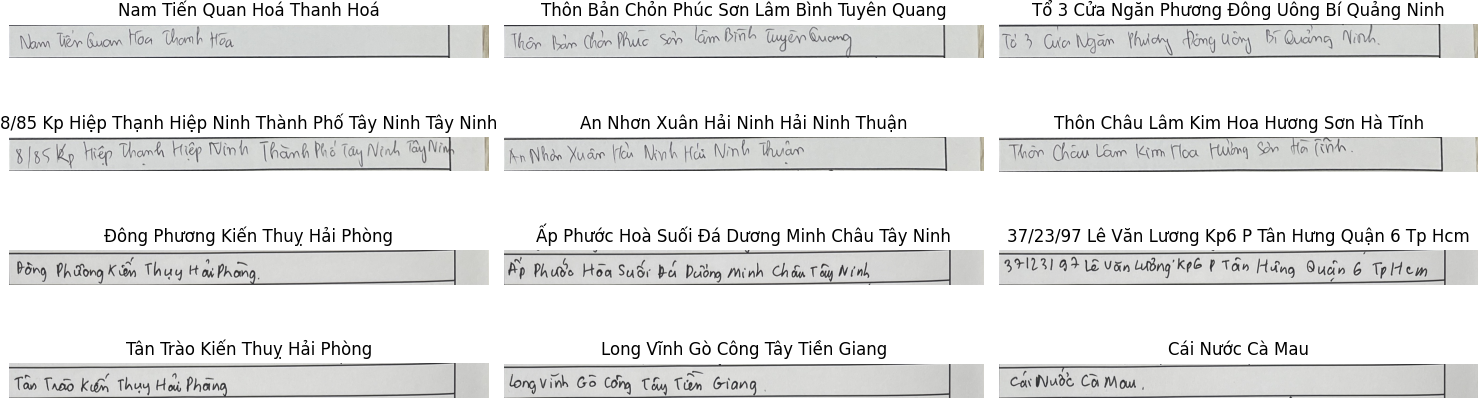 Nam Tiến Quan Hoá Thanh Hoá
Nam Tiến Quan Hóa Thanh Hóa
Thôn Bản Chỏn Phúc Sơn Lâm Bình Tuyên Quang
Thôn Bản Chỏn Phúc Sơn Lâm Bình Tuyên Quang
Tổ 3 Cửa Ngăn Phương Đông Uông Bí Quảng Ninh
Tổ 3 Cửa Ngăn Phương Đông Uông Bí Quảng Ninh.
8/85 Kp Hiệp Thạnh Hiệp Ninh Thành Phố Tây Ninh Tây Ninh
8/85 Kp Hiệp Thạnh Hiệp Ninh Thành Phố Tây Ninh Tây Ninh
An Nhơn Xuân Hải Ninh Hải Ninh Thuận
An Nhơn Xuân Hải Ninh Hải Ninh Thuận
Thôn Châu Lâm Kim Hoa Hương Sơn Hà Tĩnh
Thôn Châu Lâm Kim Hoa Hương Sơn Hà Tĩnh.
Đông Phương Kiến Thuỵ Hải Phòng
Đông Phương Kiến Thụy Hải Phòng.
Ấp Phước Hoà Suối Đá Dương Minh Châu Tây Ninh
Ấp Phước Hòa Suối Đá Dương Minh Châu Tây Ninh
37/23/97 Lê Văn Lương Kp6 P Tân Hưng Quận 6 Tp Hcm
37/23/97 Lê Văn Lương Kp6 P Tân Hưng Quận 6 Tp Hcm
Tân Trào Kiến Thuỵ Hải Phòng
Tân Trào Kiến Thụy Hải Phòng
Long Vĩnh Gò Công Tây Tiền Giang
Long Vĩnh Gò Công Tây Tiền Giang.
Cái Nước Cà Mau
Cái Nước Cà Mau.